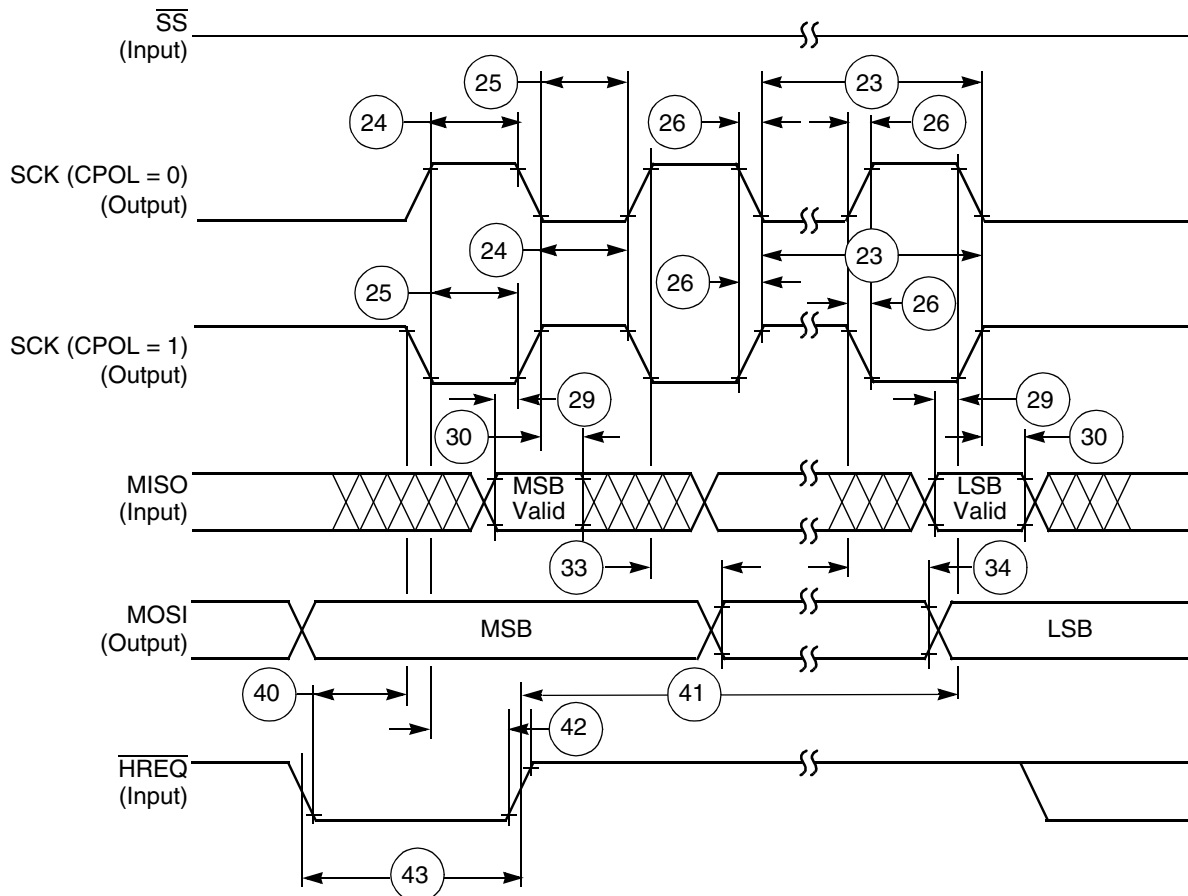 SS
(Input)
25
23
24
26
26
SCK (CPOL = 0)
(Output)
24
23
25
26
26
SCK (CPOL = 1)
(Output)
29
29
30
30
MISO
(Input)
MSB
Valid
LSB
Valid
33
34
MOSI
(Output)
MSB
LSB
40
41
42
HREQ
(Input)
43